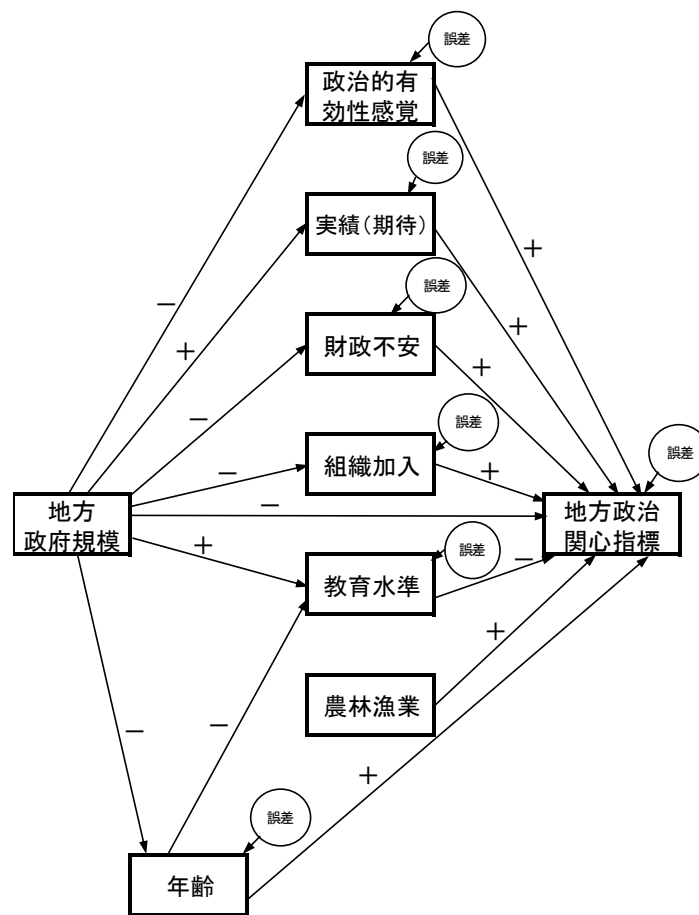 誤差
政治的有
効性感覚
誤差
実績（期待）
＋
－
誤差
＋
＋
財政不安
＋
－
誤差
誤差
組織加入
－
＋
地方
政府規模
－
地方政治
関心指標
＋
誤差
－
教育水準
＋
農林漁業
－
－
＋
誤差
年齢